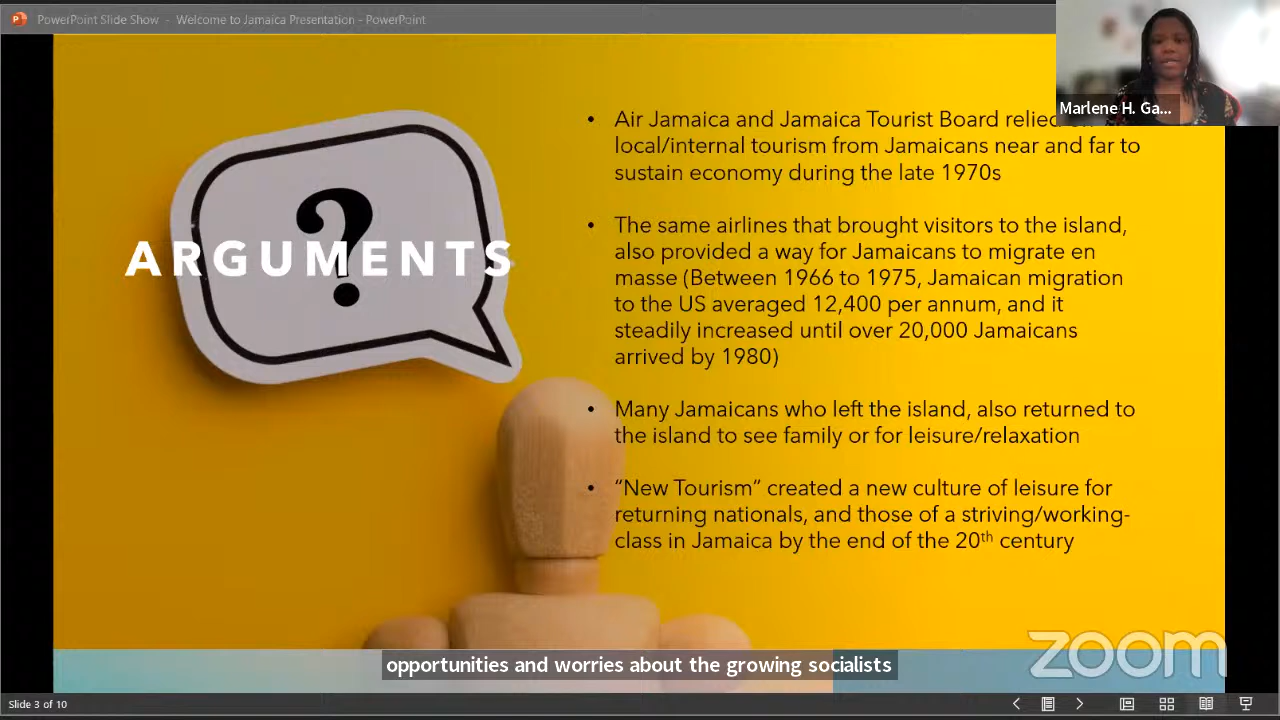 PowerPoint Slide Show - Welcome to Jamaica Presentation - PowerPoint
Marlene H. Ga...
?
ARGUMENTS
• Air Jamaica and Jamaica Tourist Board relied
local/internal tourism from Jamaicans near and far to
sustain economy during the late 1970s
• The same airlines that brought visitors to the island,
also provided a way for Jamaicans to migrate en
masse (Between 1966 to 1975, Jamaican migration
to the US averaged 12,400 per annum, and it
steadily increased until over 20,000 Jamaicans
arrived by 1980)
• Many Jamaicans who left the island, also returned to
the island to see family or for leisure/relaxation
• “New Tourism” created a new culture of leisure for
returning nationals, and those of a striving/working-
class in Jamaica by the end of the 20th century
opportunities and worries about the growing socialists
zoom
Slide 3 of 10